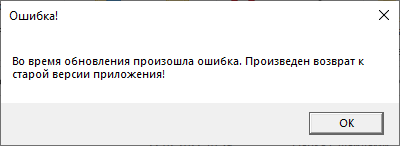 Ошибка!
Во время обновления произошла ошибка. Произведен возврат к
старой версии приложения!
OK